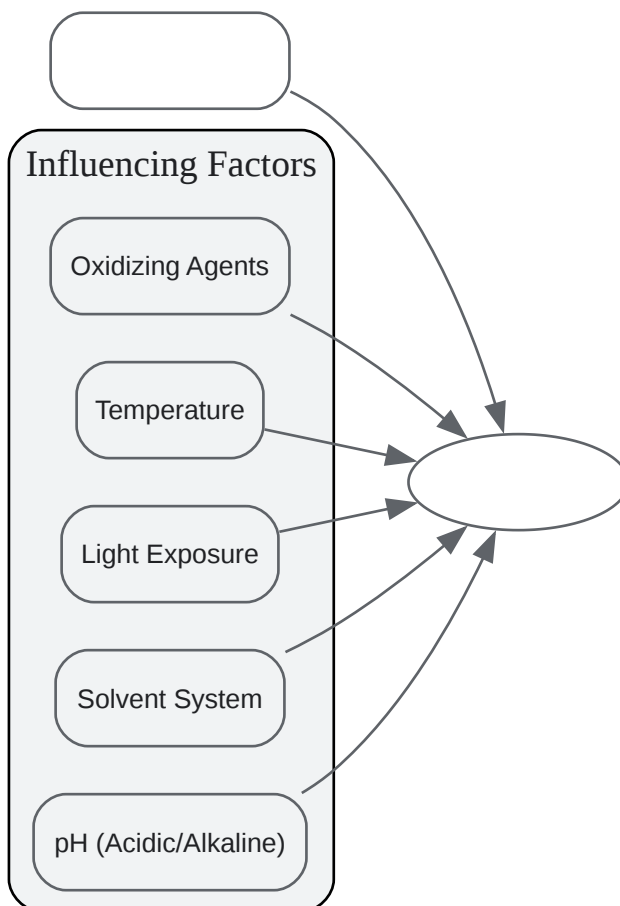 Influencing Factors
Oxidizing Agents
Temperature
Light Exposure
Solvent System
pH (Acidic/Alkaline)